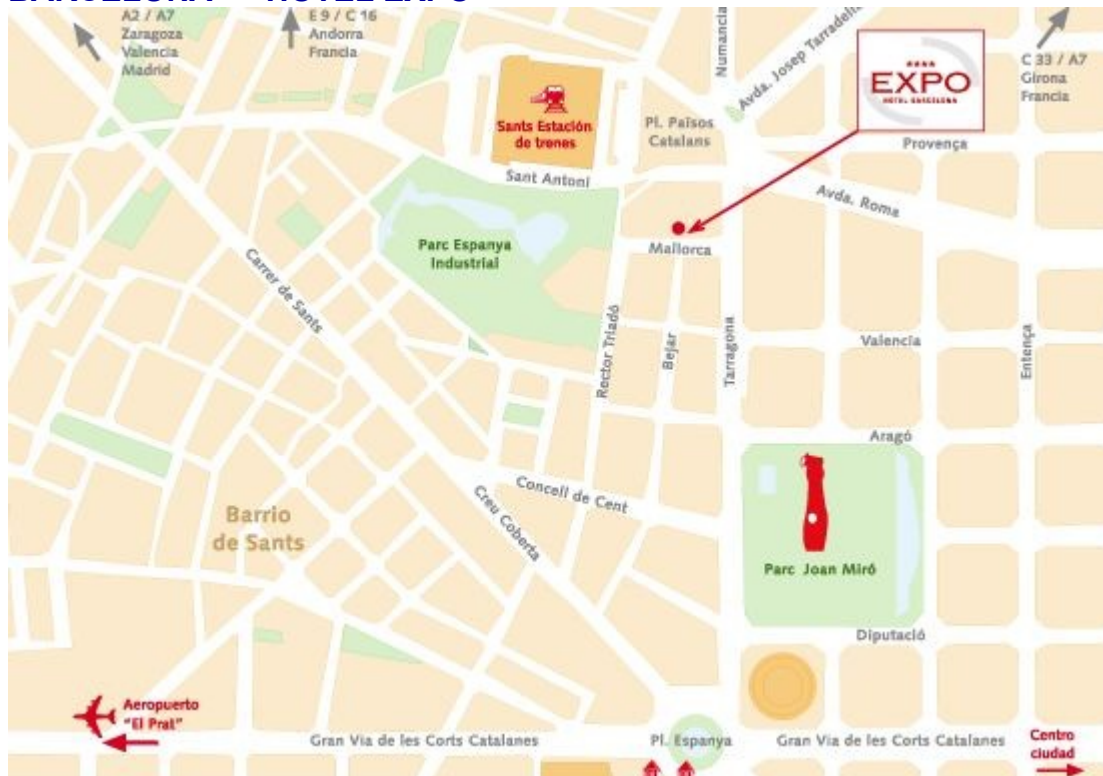 BARCELONA – HOTEL EXPO
A2 / A7
Zaragoza
Valencia
Madrid
E 9 / C 16
Andorra
Francia
Numancia
Avda. Josep Tarradellas
EXPO
HOTEL BARCELONA
C 33 / A7
Girona
Francia
Sants Estación
de trenes
Pl. Països
Catalans
Provença
Sant Antoni
Avda. Roma
Parc Espanya
Industrial
Mallorca
Carrer de Sants
Rector Triadó
Bejar
Tarragona
Valencia
Entença
Aragó
Concell de Cent
Creu Coberta
Barrio
de Sants
Parc Joan Miró
Diputació
Aeropuerto
"El Prat"
Gran Via de les Corts Catalanes
Pl. Espanya
Gran Via de les Corts Catalanes
Centro
ciudad